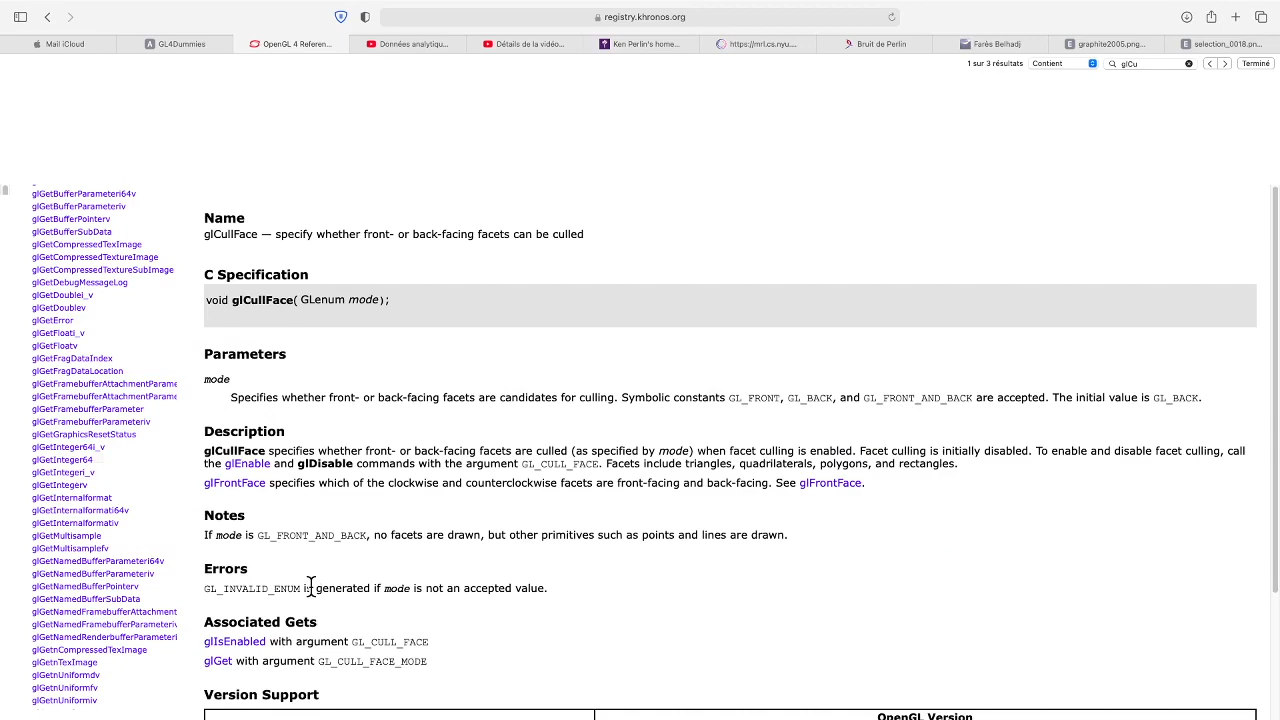 registry.khronos.org
Mail iCloud
GL4Dummies
OpenGL 4 Referen...
Données analytiqu...
Détails de la vidéo...
Ken Perlin's home...
https://mrl.cs.nyu...
Bruit de Perlin
Farès Belhadj
graphite2005.png...
selection_0018.pn...
1 sur 3 résultats
Contient
glCu
Terminé
glGetBufferParameteri64v
glGetBufferParameteriv
glGetBufferPointerv
glGetBufferSubData
glGetCompressedTexImage
glGetCompressedTextureImage
glGetCompressedTextureSubImage
glGetDebugMessageLog
glGetDoublei_v
glGetDoublev
glGetError
glGetFloati_v
glGetFloatv
glGetFragDataIndex
glGetFragDataLocation
glGetFramebufferAttachmentParame
glGetFramebufferAttachmentParame
glGetFramebufferParameter
glGetFramebufferParameteriv
glGetGraphicsResetStatus
glGetInteger64i_v
glGetInteger64
glGetIntegeri_v
glGetIntegerv
glGetInternalformat
glGetInternalformati64v
glGetInternalformativ
glGetMultisample
glGetMultisamplefv
glGetNamedBufferParameteri64v
glGetNamedBufferParameteriv
glGetNamedBufferPointerv
glGetNamedBufferSubData
glGetNamedFramebufferAttachment
glGetNamedFramebufferParameteriv
glGetNamedRenderbufferParameteri
glGetnCompressedTexImage
glGetnTexImage
glGetnUniformdv
glGetnUniformfv
glGetnUniformiv
Name
glCullFace — specify whether front- or back-facing facets can be culled
C Specification
void glCullFace( GLenum mode);
Parameters
mode
Specifies whether front- or back-facing facets are candidates for culling. Symbolic constants GL_FRONT, GL_BACK, and GL_FRONT_AND_BACK are accepted. The initial value is GL_BACK.
Description
glCullFace specifies whether front- or back-facing facets are culled (as specified by mode) when facet culling is enabled. Facet culling is initially disabled. To enable and disable facet culling, call
the glEnable and glDisable commands with the argument GL_CULL_FACE. Facets include triangles, quadrilaterals, polygons, and rectangles.
glFrontFace specifies which of the clockwise and counterclockwise facets are front-facing and back-facing. See glFrontFace.
Notes
If mode is GL_FRONT_AND_BACK, no facets are drawn, but other primitives such as points and lines are drawn.
Errors
GL_INVALID_ENUM is generated if mode is not an accepted value.
Associated Gets
glIsEnabled with argument GL_CULL_FACE
glGet with argument GL_CULL_FACE_MODE
Version Support
OpenGL Version